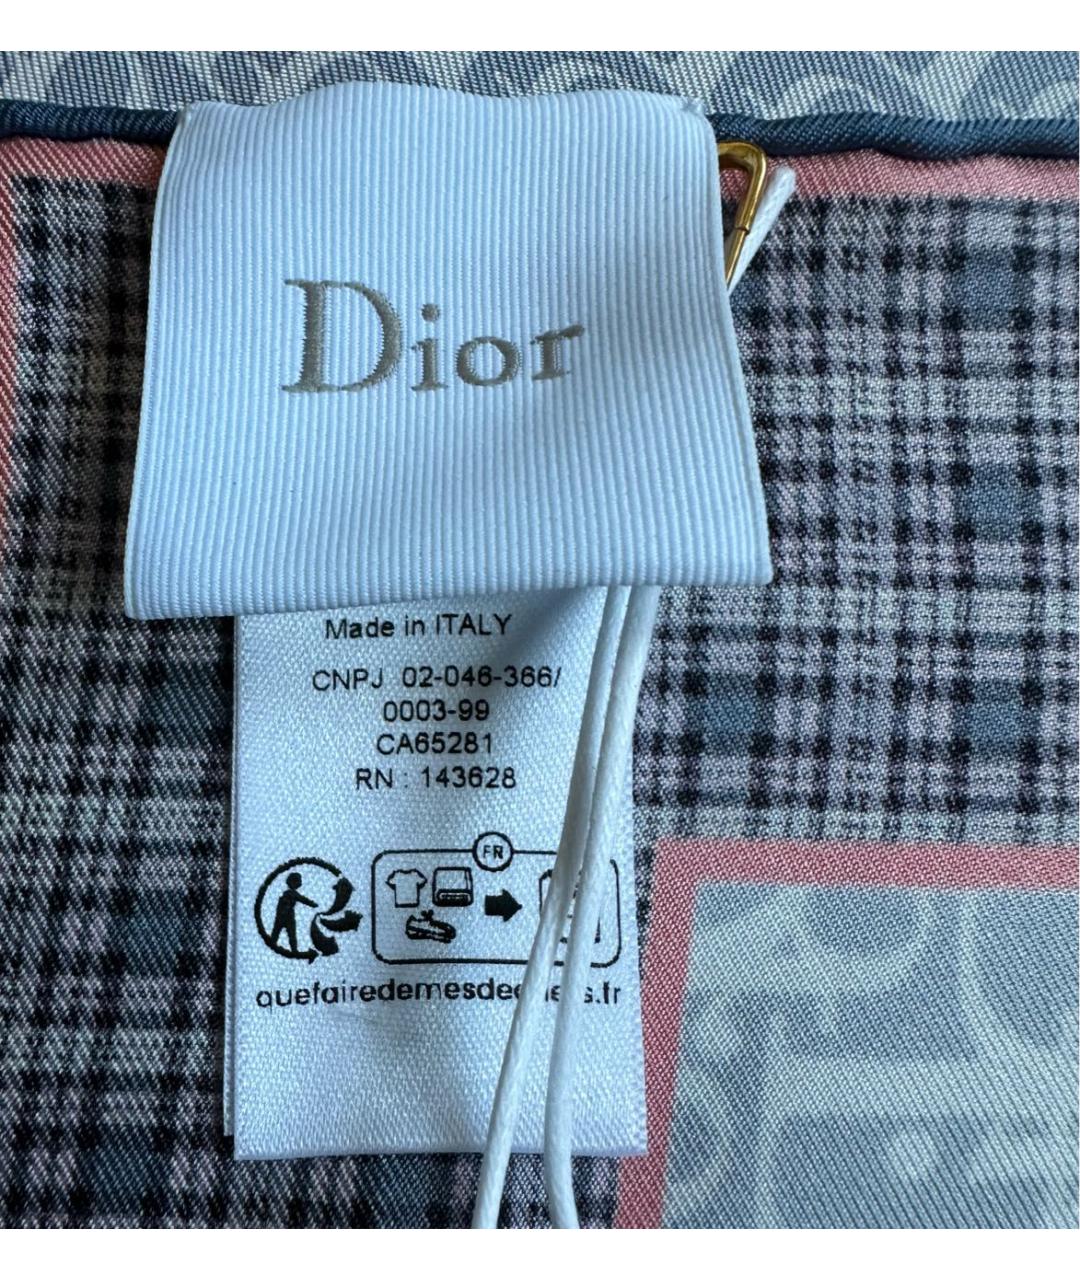 Dior
Made in ITALY
CNPJ 02-046-366/
0003-99
CA65281
RN : 143628
FR